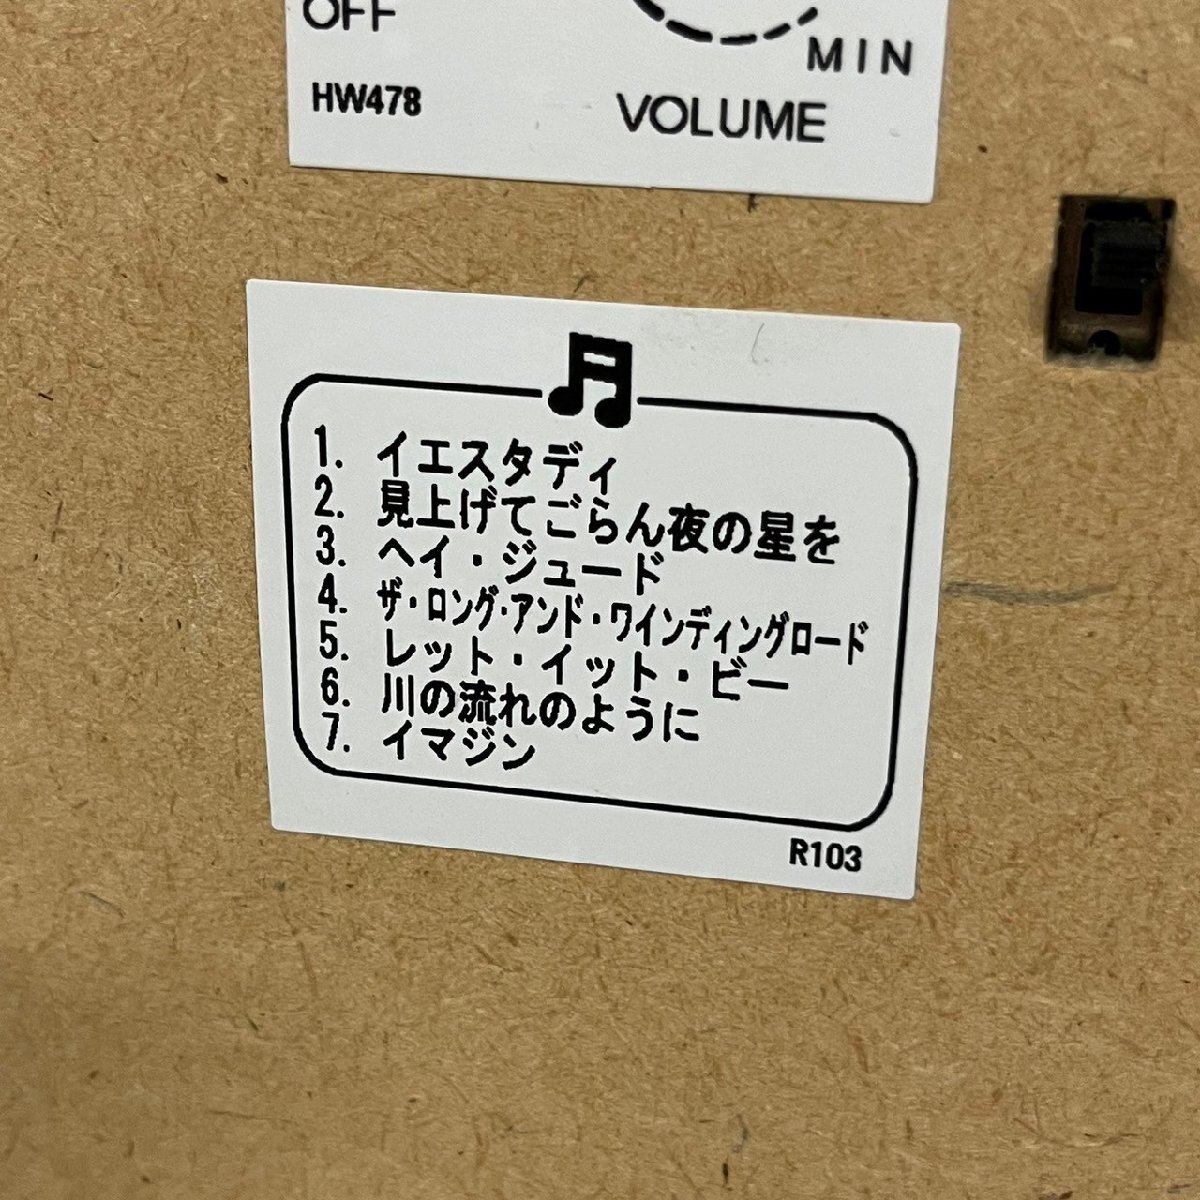 OFF
MIN
HW478
VOLUME
1. イエスタディ
2. 見上げてごらん夜の星を
3. ヘイ・ジュード
4. ザ・ロング・アンド・ワインディングロード
5. レット・イット・ビー
6. 川の流れのように
7. イマジン
R103